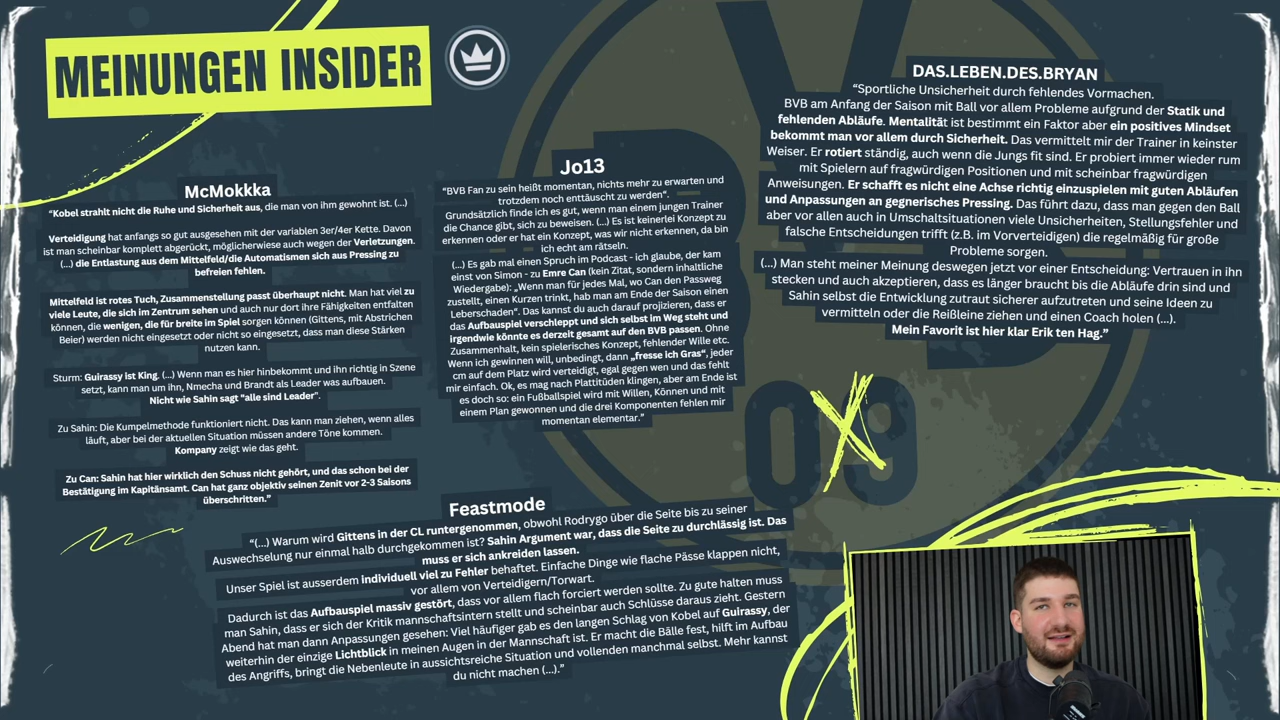 MEINUNGEN INSIDER
McMokkka
“Kobel strahlt nicht die Ruhe und Sicherheit aus, die man von ihm gewohnt ist. (...)
Verteidigung hat anfangs so gut ausgesehen mit der variablen 3er/4er Kette. Davon
ist man scheinbar komplett abgerückt, möglicherweise auch wegen der Verletzungen.
(...) die Entlastung aus dem Mittelfeld/die Automatismen sich aus Pressing zu
befreien fehlen.
Mittelfeld ist rotes Tuch, Zusammenstellung passt überhaupt nicht. Man hat viel zu
viele Leute, die sich im Zentrum sehen und auch nur dort ihre Fähigkeiten entfalten
können, die wenigen, die für breite im Spiel sorgen können (Gittens, mit Abstrichen
Beier) werden nicht eingesetzt oder nicht so eingesetzt, dass man diese Stärken
nutzen kann.
Sturm: Guirassy ist King. (...) Wenn man es hier hinbekommt und ihn richtig in Szene
setzt, kann man um ihn, Nmecha und Brandt als Leader was aufbauen.
Nicht wie Sahin sagt "alle sind Leader".
Zu Sahin: Die Kumpelmethode funktioniert nicht. Das kann man ziehen, wenn alles
läuft, aber bei der aktuellen Situation müssen andere Töne kommen.
Kompany zeigt wie das geht.
Zu Can: Sahin hat hier wirklich den Schuss nicht gehört, und das schon bei der
Bestätigung im Kapitänsamt. Can hat ganz objektiv seinen Zenit vor 2-3 Saisons
überschritten.”
Jo13
“BVB Fan zu sein heißt momentan, nichts mehr zu erwarten und
trotzdem noch enttäuscht zu werden“.
Grundsätzlich finde ich es gut, wenn man einem jungen Trainer
die Chance gibt, sich zu beweisen. (...) Es ist keinerlei Konzept zu
erkennen oder er hat ein Konzept, was wir nicht erkennen, da bin
ich echt am rätseln.
(...) Es gab mal einen Spruch im Podcast - ich glaube, der kam
einst von Simon - zu Emre Can (kein Zitat, sondern inhaltliche
Wiedergabe): „Wenn man für jedes Mal, wo Can den Passweg
zustellt, einen Kurzen trinkt, hab man am Ende der Saison einen
Leberschaden“. Das kannst du auch darauf projizieren, dass er
das Aufbauspiel verschleppt und sich selbst im Weg steht und
irgendwie könnte es derzeit gesamt auf den BVB passen. Ohne
Zusammenhalt, kein spielerisches Konzept, fehlender Wille etc.
Wenn ich gewinnen will, unbedingt, dann „fresse ich Gras“, jeder
cm auf dem Platz wird verteidigt, egal gegen wen und das fehlt
mir einfach. Ok, es mag nach Plattitüden klingen, aber am Ende ist
es doch so: ein Fußballspiel wird mit Willen, Können und mit
einem Plan gewonnen und die drei Komponenten fehlen mir
momentan elementar.”
DAS.LEBEN.DES.BRYAN
“Sportliche Unsicherheit durch fehlendes Vormachen.
BVB am Anfang der Saison mit Ball vor allem Probleme aufgrund der Statik und
fehlenden Abläufe. Mentalität ist bestimmt ein Faktor aber ein positives Mindset
bekommt man vor allem durch Sicherheit. Das vermittelt mir der Trainer in keinster
Weiser. Er rotiert ständig, auch wenn die Jungs fit sind. Er probiert immer wieder rum
mit Spielern auf fragwürdigen Positionen und mit scheinbar fragwürdigen
Anweisungen. Er schafft es nicht eine Achse richtig einzuspielen mit guten Abläufen
und Anpassungen an gegnerisches Pressing. Das führt dazu, dass man gegen den Ball
aber vor allen auch in Umschaltsituationen viele Unsicherheiten, Stellungsfehler und
falsche Entscheidungen trifft (z.B. im Vorverteidigen) die regelmäßig für große
Probleme sorgen.
(...) Man steht meiner Meinung deswegen jetzt vor einer Entscheidung: Vertrauen in ihn
stecken und auch akzeptieren, dass es länger braucht bis die Abläufe drin sind und
Sahin selbst die Entwicklung zutraut sicherer aufzutreten und seine Ideen zu
vermitteln oder die Reißleine ziehen und einen Coach holen (...).
Mein Favorit ist hier klar Erik ten Hag.”
Feastmode
“(...) Warum wird Gittens in der CL runtergenommen, obwohl Rodrygo über die Seite bis zu seiner
Auswechselung nur einmal halb durchgekommen ist? Sahin Argument war, dass die Seite zu durchlässig ist. Das
muss er sich ankreiden lassen.
Unser Spiel ist ausserdem individuell viel zu Fehler behaftet. Einfache Dinge wie flache Pässe klappen nicht,
vor allem von Verteidigern/Torwart.
Dadurch ist das Aufbauspiel massiv gestört, dass vor allem flach forciert werden sollte. Zu gute halten muss
man Sahin, dass er sich der Kritik mannschaftsintern stellt und scheinbar auch Schlüsse daraus zieht. Gestern
Abend hat man dann Anpassungen gesehen: Viel häufiger gab es den langen Schlag von Kobel auf Guirassy, der
weiterhin der einzige Lichtblick in meinen Augen in der Mannschaft ist. Er macht die Bälle fest, hilft im Aufbau
des Angriffs, bringt die Nebenleute in aussichtsreiche Situation und vollenden manchmal selbst. Mehr kannst
du nicht machen (...).”
09